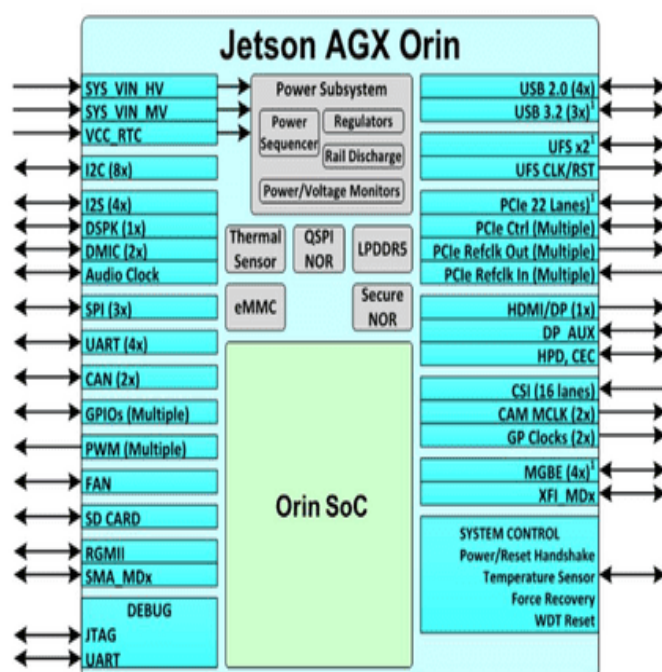 Jetson AGX Orin
SYS_VIN_HV
SYS_VIN_MV
VCC_RTC
I2C (8x)
I2S (4x)
DSPK (1x)
DMIC (2x)
Audio Clock
SPI (3x)
UART (4x)
CAN (2x)
GPIOs (Multiple)
PWM (Multiple)
FAN
SD CARD
RGMII
SMA_MDx
DEBUG
JTAG
UART
Power Subsystem
Power
Sequencer
Regulators
Rail Discharge
Power/Voltage Monitors
Thermal
Sensor
QSPI
NOR
LPDDR5
eMMC
Secure
NOR
Orin SoC
USB 2.0 (4x)
USB 3.2 (3x)¹
UFS x2¹
UFS CLK/RST
PCIe 22 Lanes)¹
PCIe Ctrl (Multiple)
PCIe Refclk Out (Multiple)
PCIe Refclk In (Multiple)
HDMI/DP (1x)
DP_AUX
HPD, CEC
CSI (16 lanes)
CAM MCLK (2x)
GP Clocks (2x)
MGBE (4x)¹
XFI_MDx
SYSTEM CONTROL
Power/Reset Handshake
Temperature Sensor
Force Recovery
WDT Reset